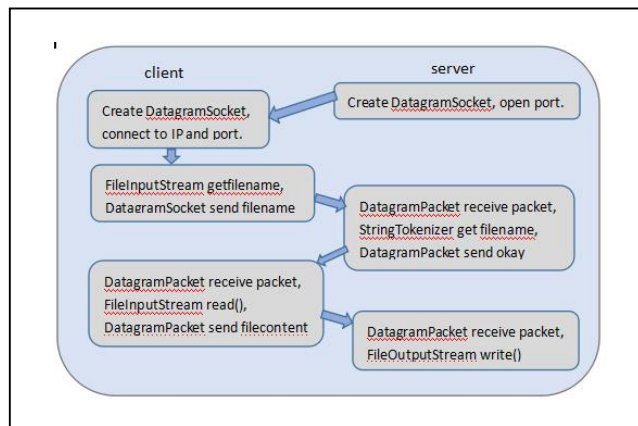 client
server
Create DatagramSocket,
connect to IP and port.
Create DatagramSocket, open port.
FileInputStream getfilename,
DatagramSocket send filename
DatagramPacket receive packet,
StringTokenizer get filename,
DatagramPacket send okay
DatagramPacket receive packet,
FileInputStream read(),
DatagramPacket send filecontent
DatagramPacket receive packet,
FileOutputStream write()